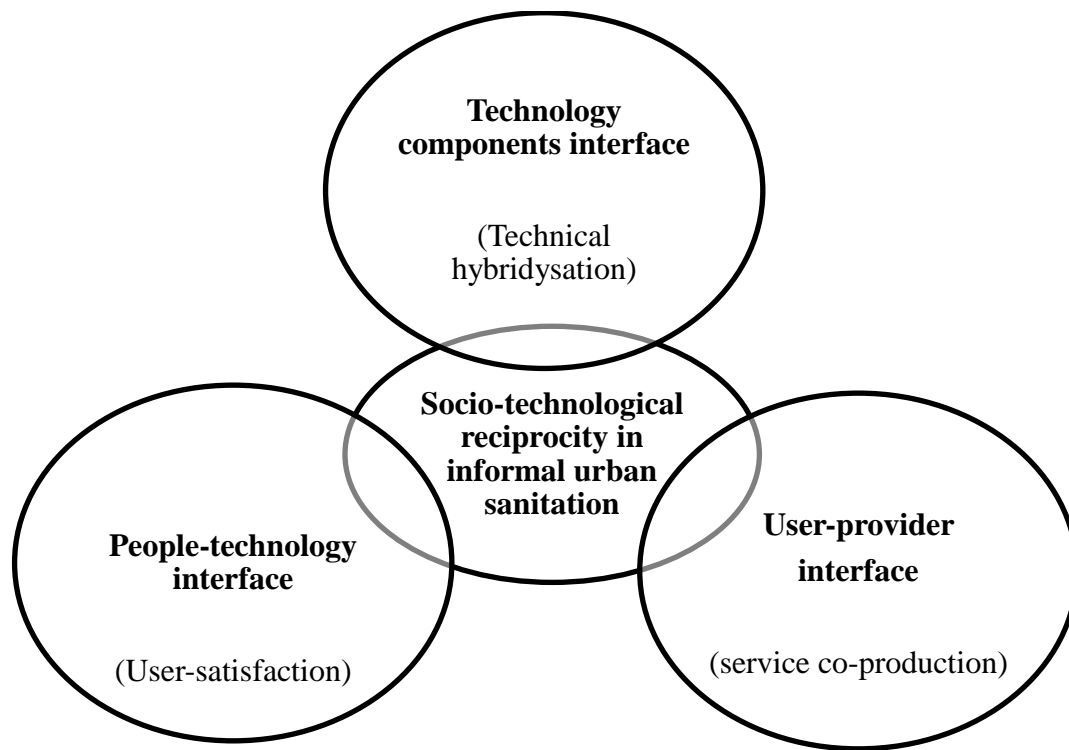 Technology
components interface
(Technical
hybridysation)
Socio-technological
reciprocity in
informal urban
sanitation
People-technology
interface
(User-satisfaction)
User-provider
interface
(service co-production)